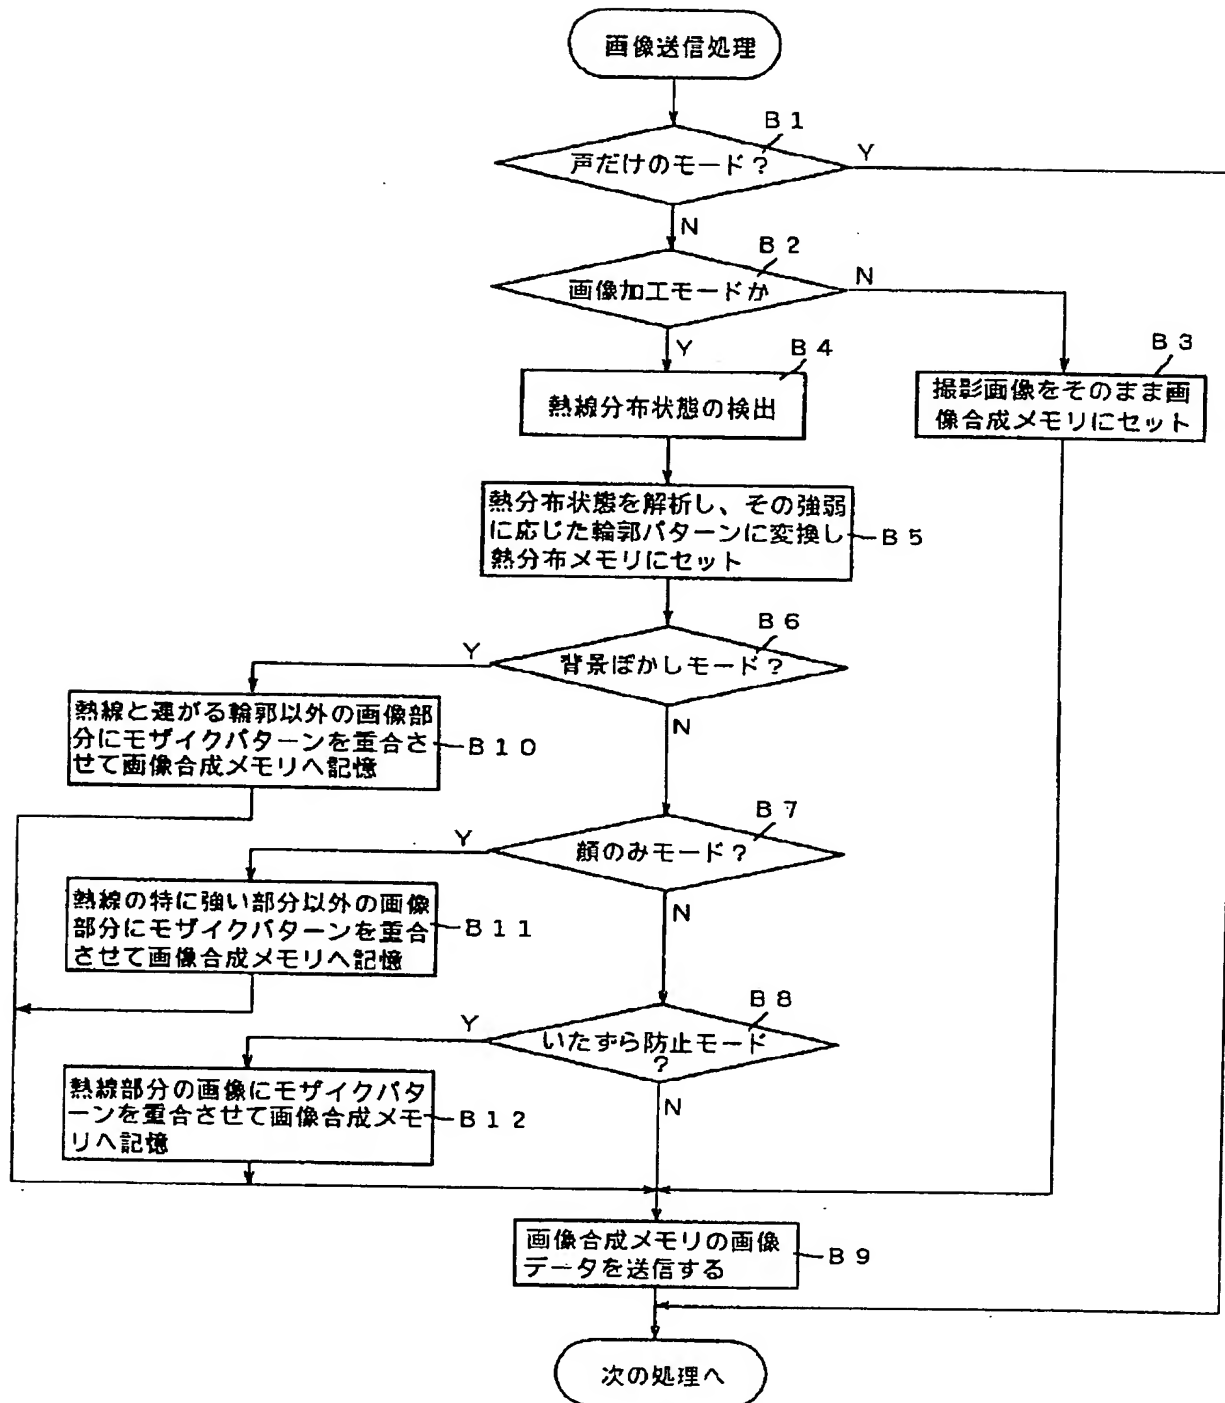 画像送信処理
B1
声だけのモード?
Y
N
B2
画像加工モードか
N
Y
B4
熱線分布状態の検出
B3
撮影画像をそのまま画
像合成メモリにセット
熱分布状態を解析し、その強弱
に応じた輪郭パターンに変換し
熱分布メモリにセット
B5
B6
背景ぼかしモード?
Y
N
熱線と連がる輪郭以外の画像部
分にモザイクパターンを重合さ
せて画像合成メモリへ記憶
B10
B7
顔のみモード?
Y
N
熱線の特に強い部分以外の画像
部分にモザイクパターンを重合
させて画像合成メモリへ記憶
B11
B8
いたずら防止モード
?
Y
N
熱線部分の画像にモザイクパタ
ーンを重合させて画像合成メモ
リへ記憶
B12
画像合成メモリの画像
データを送信する
B9
次の処理へ